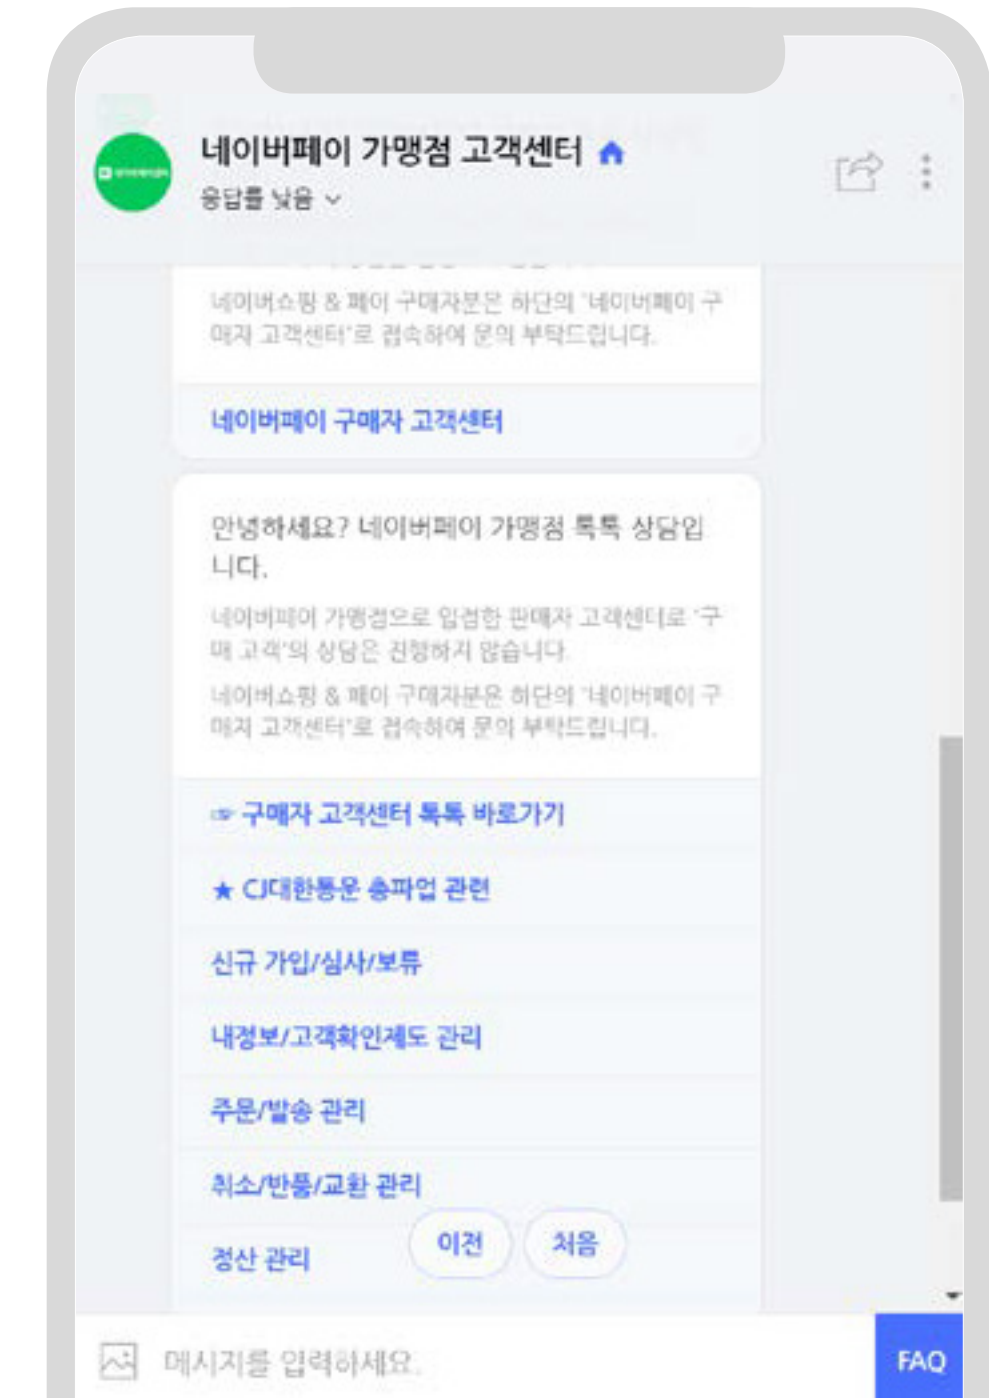 네이버페이 가맹점 고객센터
응답률 낮음
네이버쇼핑 & 페이 구매자분은 하단의 '네이버페이 구
매자 고객센터'로 접속하여 문의 부탁드립니다.
네이버페이 구매자 고객센터
안녕하세요? 네이버페이 가맹점 톡톡 상담입
니다.
네이버페이 가맹점으로 입점한 판매자 고객센터로 '구
매 고객'의 상담은 진행하지 않습니다.
네이버쇼핑 & 페이 구매자분은 하단의 '네이버페이 구
매자 고객센터'로 접속하여 문의 부탁드립니다.
☞ 구매자 고객센터 톡톡 바로가기
★ CJ대한통운 총파업 관련
신규 가입/심사/보류
내정보/고객확인제도 관리
주문/발송 관리
취소/반품/교환 관리
정산 관리
이전
처음
메시지를 입력하세요.
FAQ